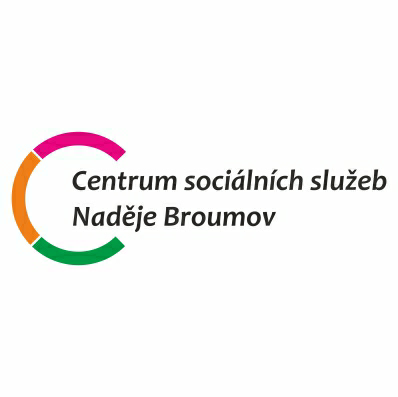 Centrum sociálních služeb
Naděje Broumov